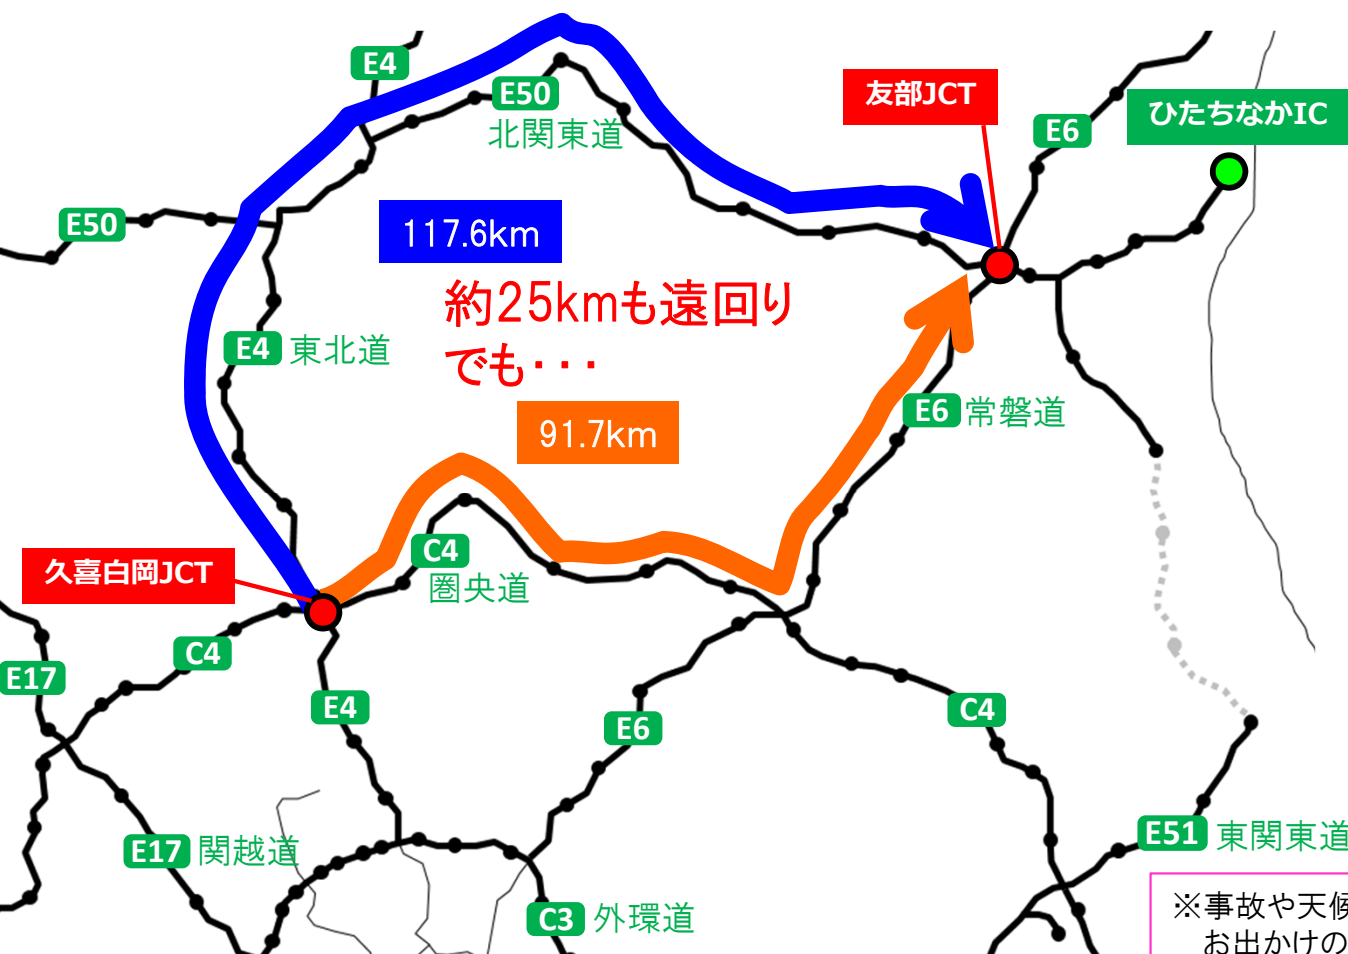 E4
E50
北関東道
友部JCT
E6
ひたちなかIC
E50
117.6km
約25kmも遠回り
でも・・・
E4 東北道
91.7km
E6 常磐道
久喜白岡JCT
C4
圏央道
C4
E17
E4
E6
C4
E17 関越道
E51 東関東道
C3 外環道
※事故や天候
お出かけの